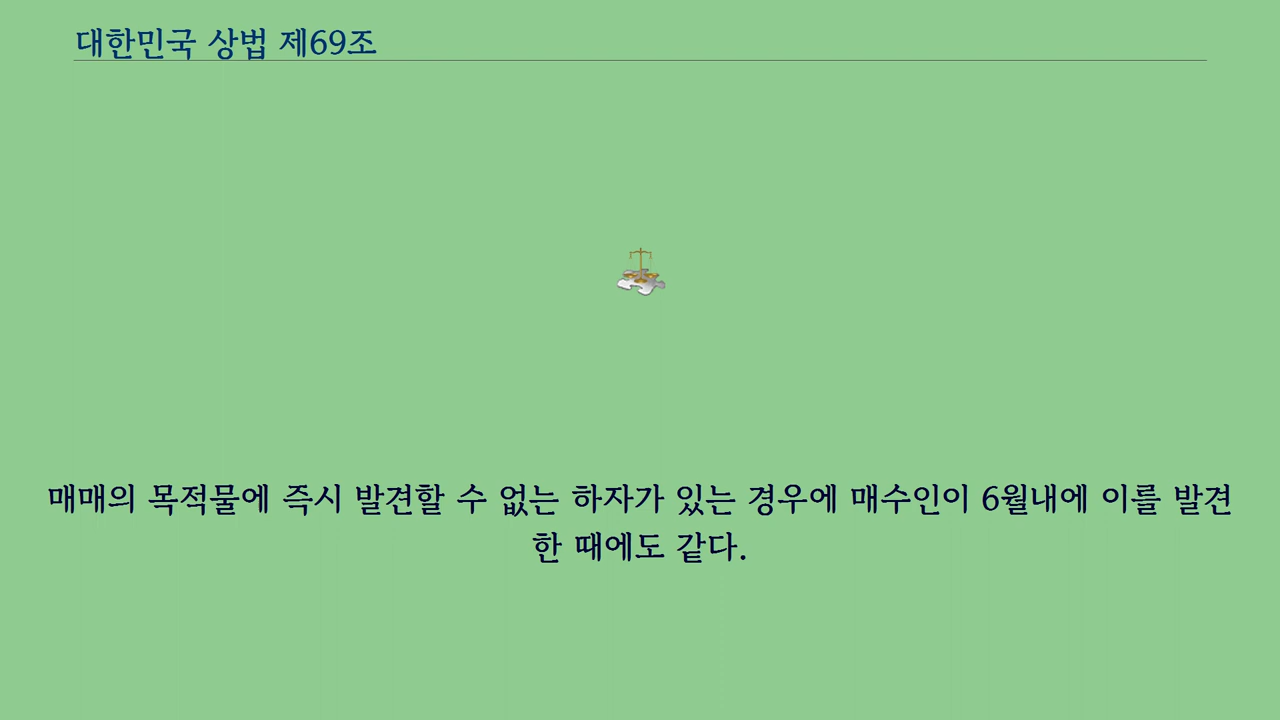 대한민국 상법 제69조
매매의 목적물에 즉시 발견할 수 없는 하자가 있는 경우에 매수인이 6월내에 이를 발견
한 때에도 같다.